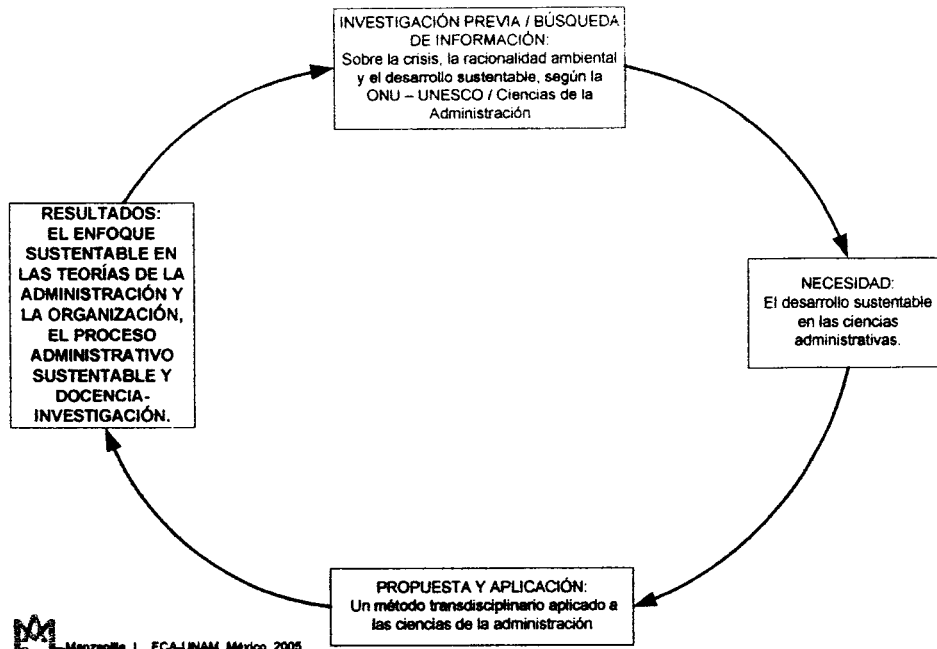 INVESTIGACIÓN PREVIA / BÚSQUEDA
DE INFORMACIÓN:
Sobre la crisis, la racionalidad ambiental
y el desarrollo sustentable, según la
ONU – UNESCO / Ciencias de la
Administración
NECESIDAD:
El desarrollo sustentable
en las ciencias
administrativas.
PROPUESTA Y APLICACIÓN:
Un método transdisciplinario aplicado a
las ciencias de la administración
RESULTADOS:
EL ENFOQUE
SUSTENTABLE EN
LAS TEORÍAS DE LA
ADMINISTRACIÓN Y
LA ORGANIZACIÓN,
EL PROCESO
ADMINISTRATIVO
SUSTENTABLE Y
DOCENCIA-
INVESTIGACIÓN.
Manzanilla, L. FCA-UNAM, México, 2005